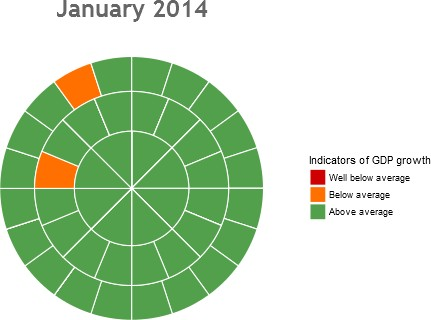 January 2014
Indicators of GDP growth
Well below average
Below average
Above average